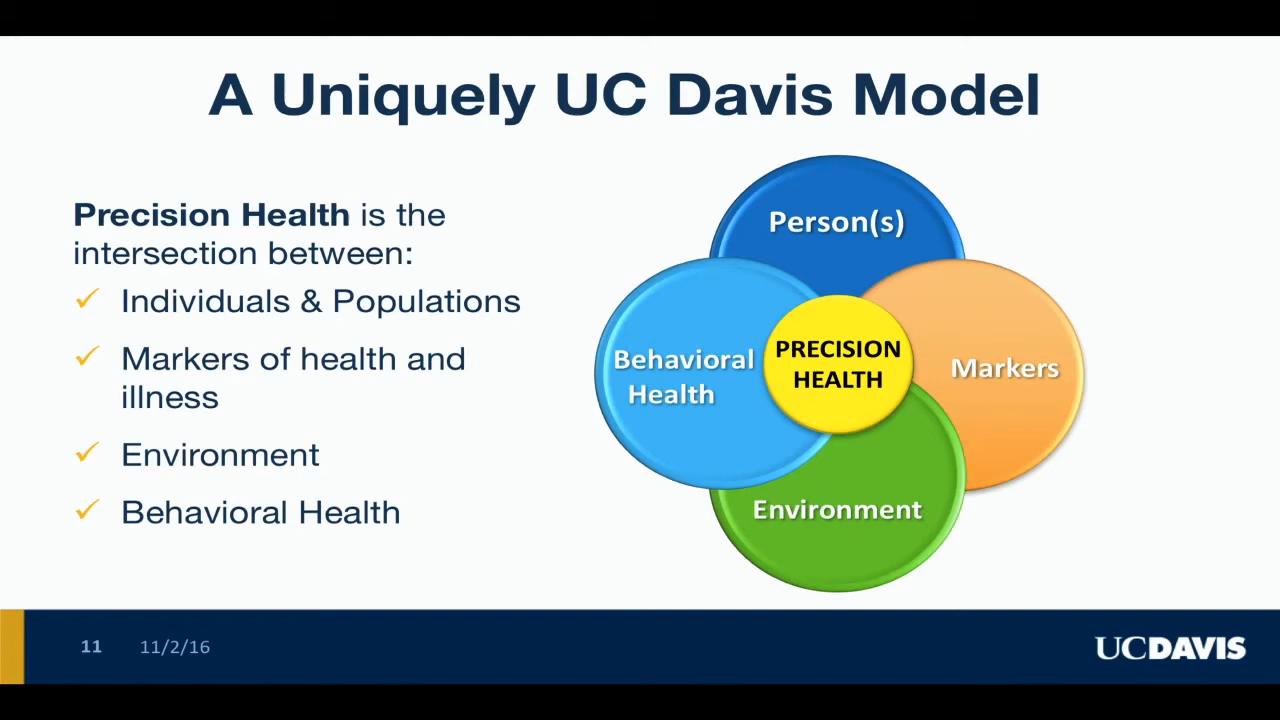 A Uniquely UC Davis Model
Precision Health is the
intersection between:
✓ Individuals & Populations
✓ Markers of health and
illness
✓ Environment
✓ Behavioral Health
Person(s)
Behavioral
Health
PRECISION
HEALTH
Markers
Environment
11 11/2/16
UCDAVIS